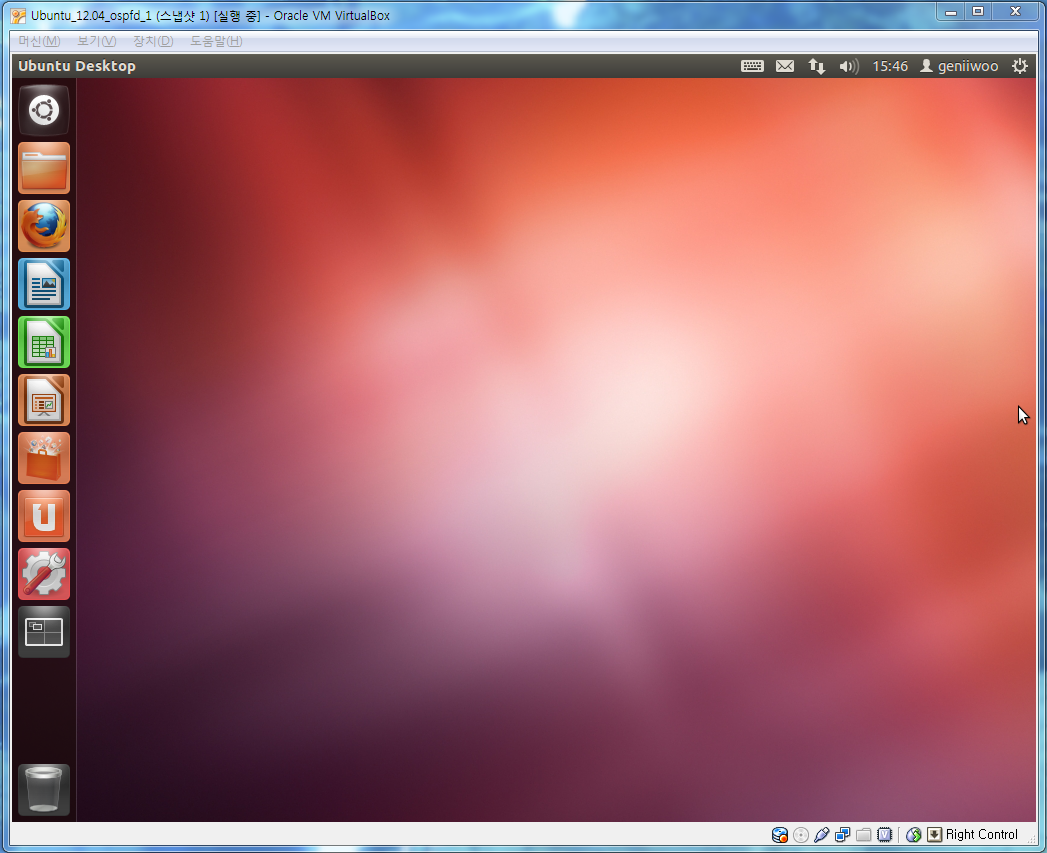 Ubuntu_12.04_ospfd_1 (스냅샷 1) [실행 중] - Oracle VM VirtualBox
머신(M) 보기(V) 장치(D) 도움말(H)
Ubuntu Desktop 15:46 geniiwoo
Right Control